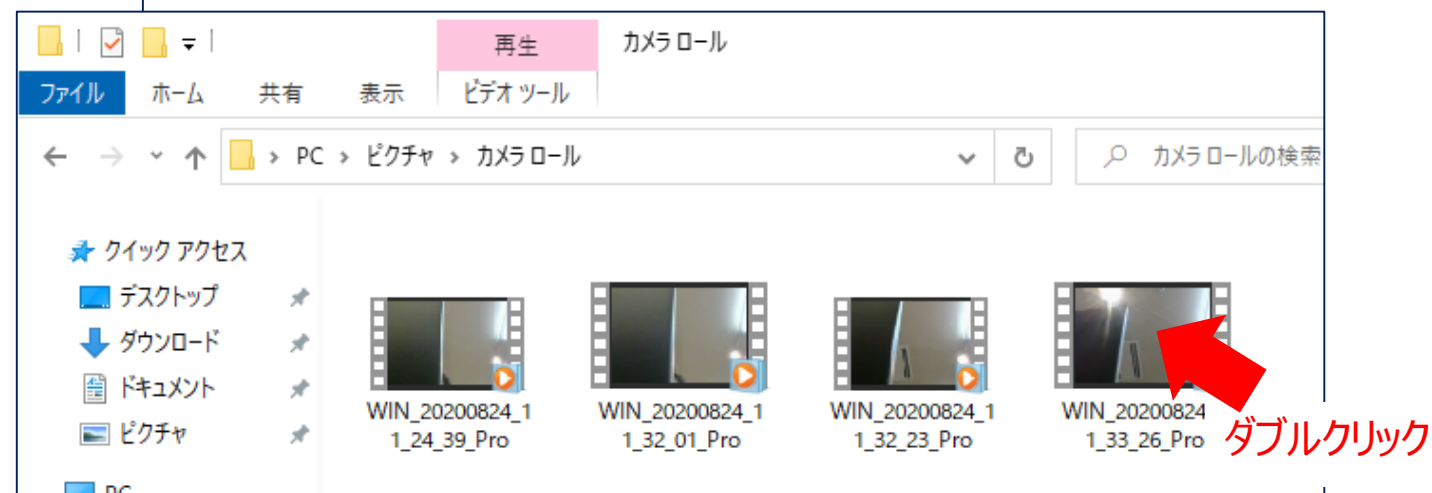 再生
カメラ ロール
ファイル
ホーム
共有
表示
ビデオ ツール
PC
ピクチャ
カメラ ロール
カメラ ロールの検索
クイック アクセス
デスクトップ
ダウンロード
ドキュメント
ピクチャ
PC
WIN_20200824_1
1_24_39_Pro
WIN_20200824_1
1_32_01_Pro
WIN_20200824_1
1_32_23_Pro
WIN_20200824
1_33_26_Pro
ダブルクリック